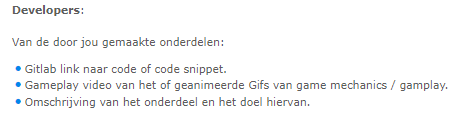 Developers:
Van de door jou gemaakte onderdelen:
• Gitlab link naar code of code snippet.
• Gameplay video van het of geanimeerde Gifs van game mechanics / gamplay.
• Omschrijving van het onderdeel en het doel hiervan.